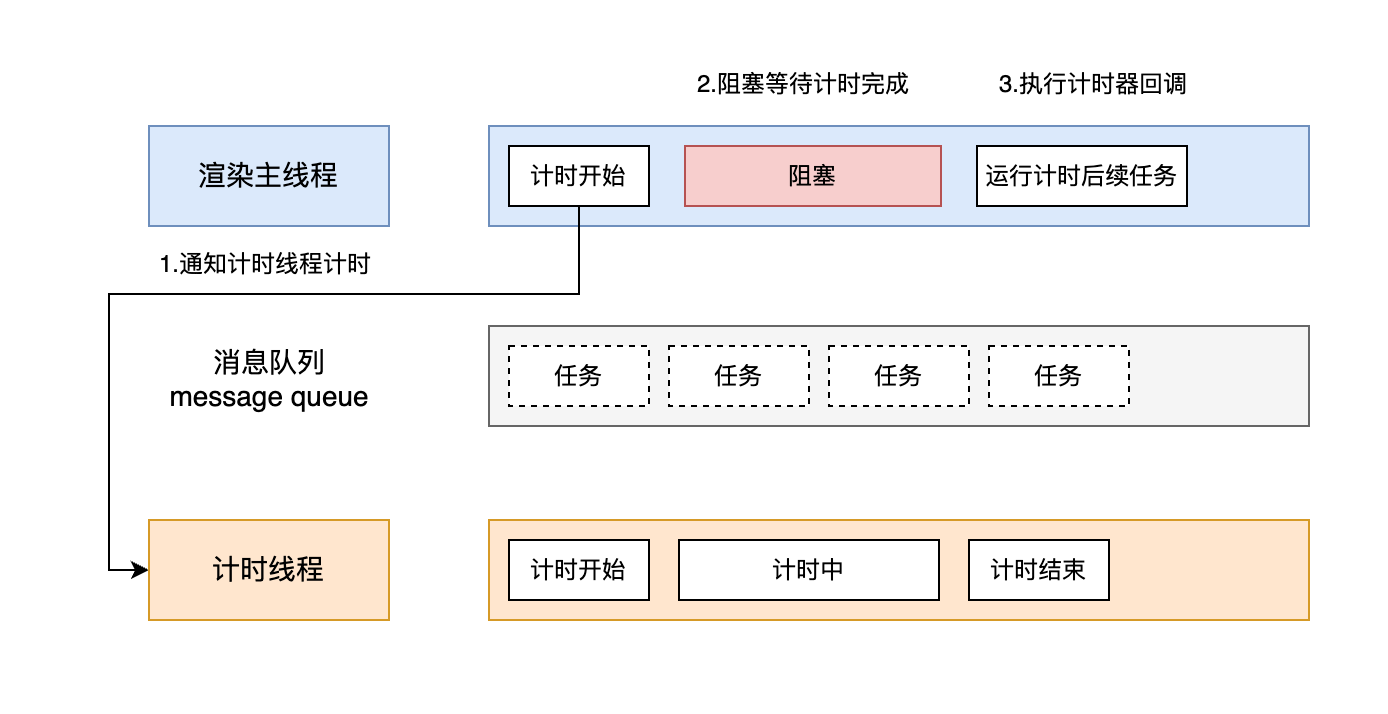 2.阻塞等待计时完成
3.执行计时器回调
渲染主线程
计时开始
阻塞
运行计时后续任务
1.通知计时线程计时
消息队列
message queue
任务
任务
任务
任务
计时线程
计时开始
计时中
计时结束